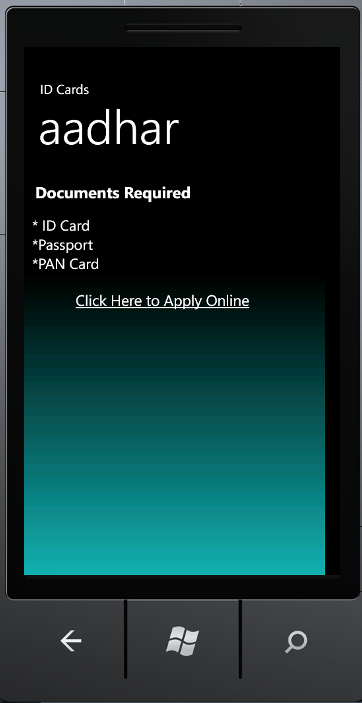 ID Cards
aadhar
Documents Required
* ID Card
*Passport
*PAN Card
Click Here to Apply Online